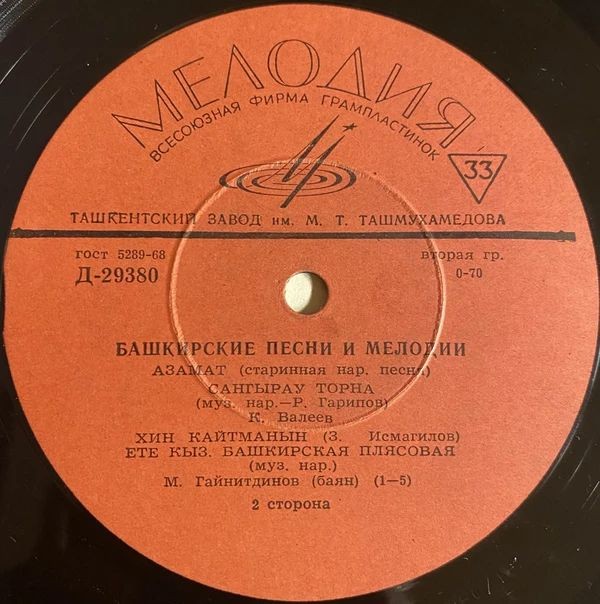 МЕЛОДИЯ
ВСЕСОЮЗНАЯ ФИРМА ГРАМПЛАСТИНОК
33
ТАШКЕНТСКИЙ ЗАВОД им. М. Т. ТАШМУХАМЕДОВА
гост 5289-68
вторая гр.
Д-29380
0-70
БАШКИРСКИЕ ПЕСНИ И МЕЛОДИИ
АЗАМАТ (старинная нар. песня)
САНГЫРАУ ТОРНА
(муз. нар.—Р. Гарипов)
К. Валеев
ХИН КАЙТМАНЫН (З. Исмагилов)
ЕТЕ КЫЗ. БАШКИРСКАЯ ПЛЯСОВАЯ
(муз. нар.)
М. Гайнитдинов (баян) (1—5)
2 сторона